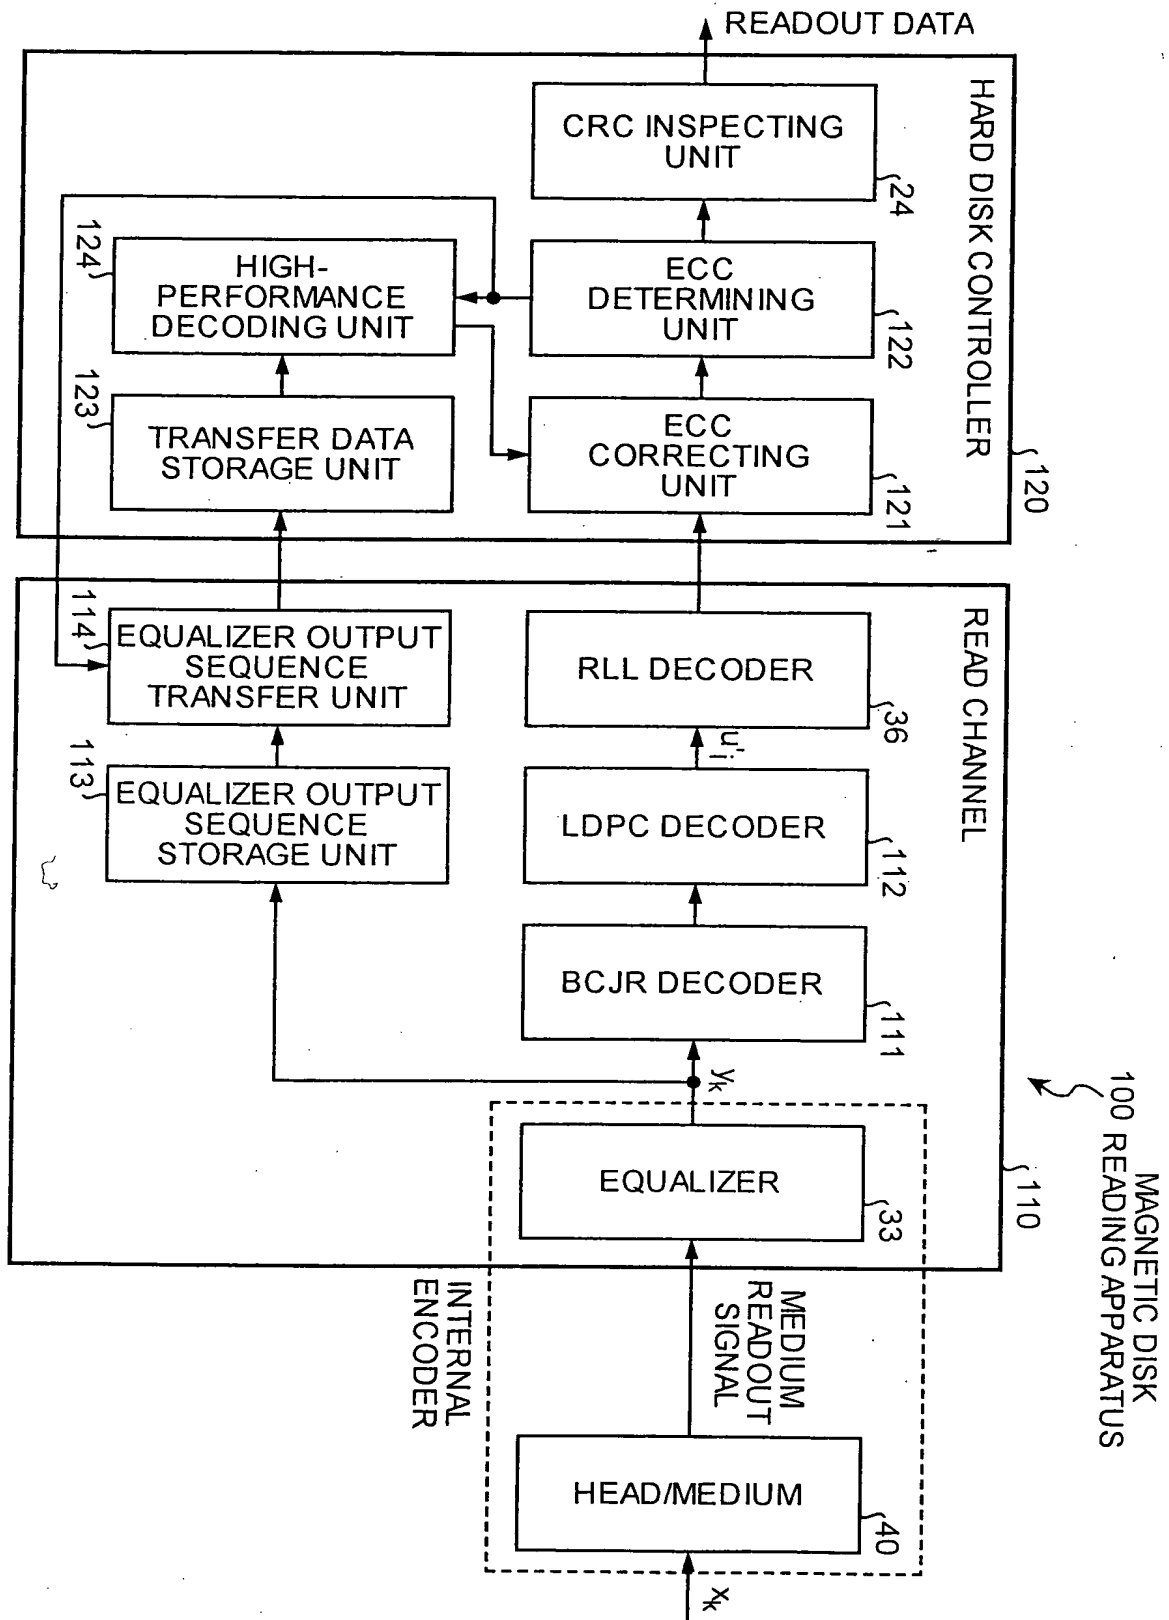 READOUT DATA
HARD DISK CONTROLLER
120
CRC INSPECTING
UNIT
24
ECC
DETERMINING
UNIT
122
HIGH-
PERFORMANCE
DECODING UNIT
124
ECC
CORRECTING
UNIT
121
TRANSFER DATA
STORAGE UNIT
123
READ CHANNEL
110
RLL DECODER
36
EQUALIZER OUTPUT
SEQUENCE
TRANSFER UNIT
114
u'i
LDPC DECODER
112
EQUALIZER OUTPUT
SEQUENCE
STORAGE UNIT
113
BCJR DECODER
111
yk
EQUALIZER
33
100
MAGNETIC DISK
READING APPARATUS
MEDIUM
READOUT
SIGNAL
INTERNAL
ENCODER
HEAD/MEDIUM
40
xk